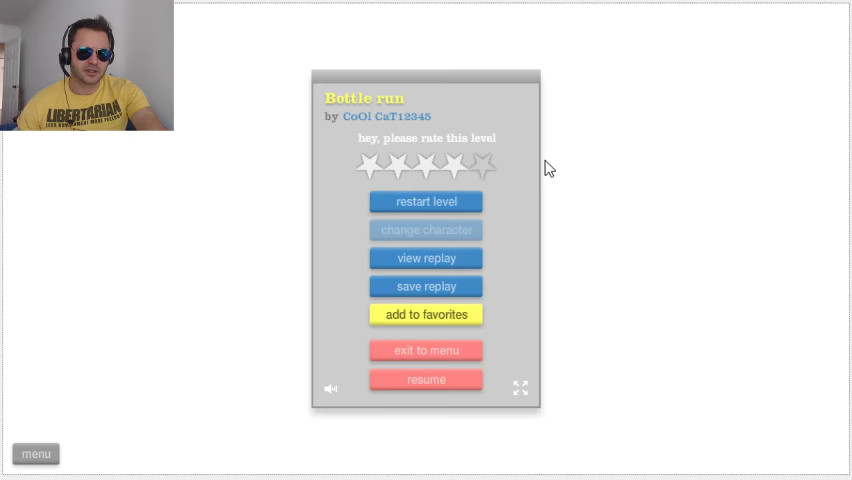 LIBERTARIAN
Bottle run
by CoOl CaT12345
hey, please rate this level
restart level
change character
view replay
save replay
add to favorites
exit to menu
resume
menu